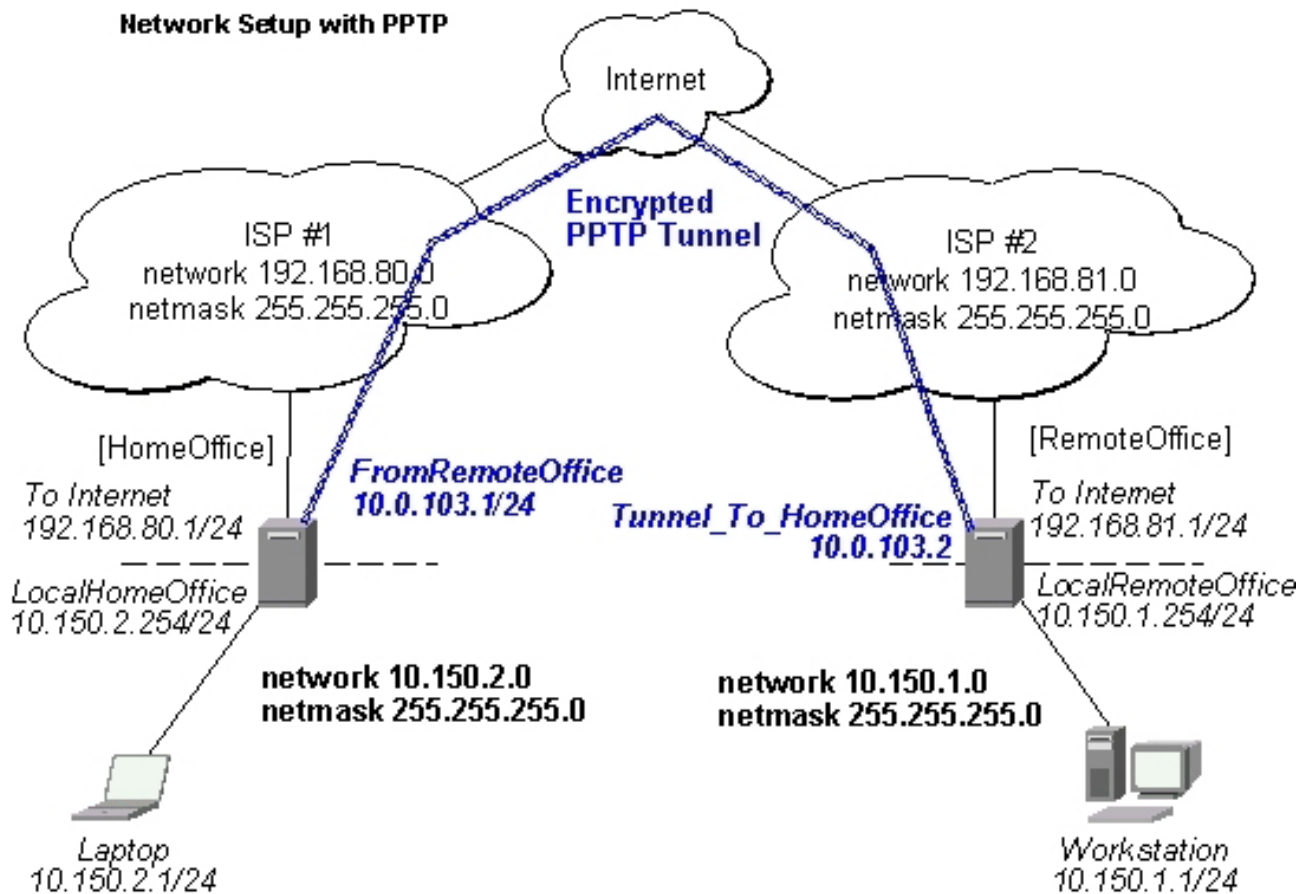 Network Setup with PPTP
Internet
Encrypted
PPTP Tunnel
ISP #1
network 192.168.80.0
netmask 255.255.255.0
ISP #2
network 192.168.81.0
netmask 255.255.255.0
[HomeOffice]
[RemoteOffice]
To Internet
192.168.80.1/24
FromRemoteOffice
10.0.103.1/24
Tunnel_To_HomeOffice
10.0.103.2
To Internet
192.168.81.1/24
LocalHomeOffice
10.150.2.254/24
LocalRemoteOffice
10.150.1.254/24
network 10.150.2.0
netmask 255.255.255.0
network 10.150.1.0
netmask 255.255.255.0
Laptop
10.150.2.1/24
Workstation
10.150.1.1/24